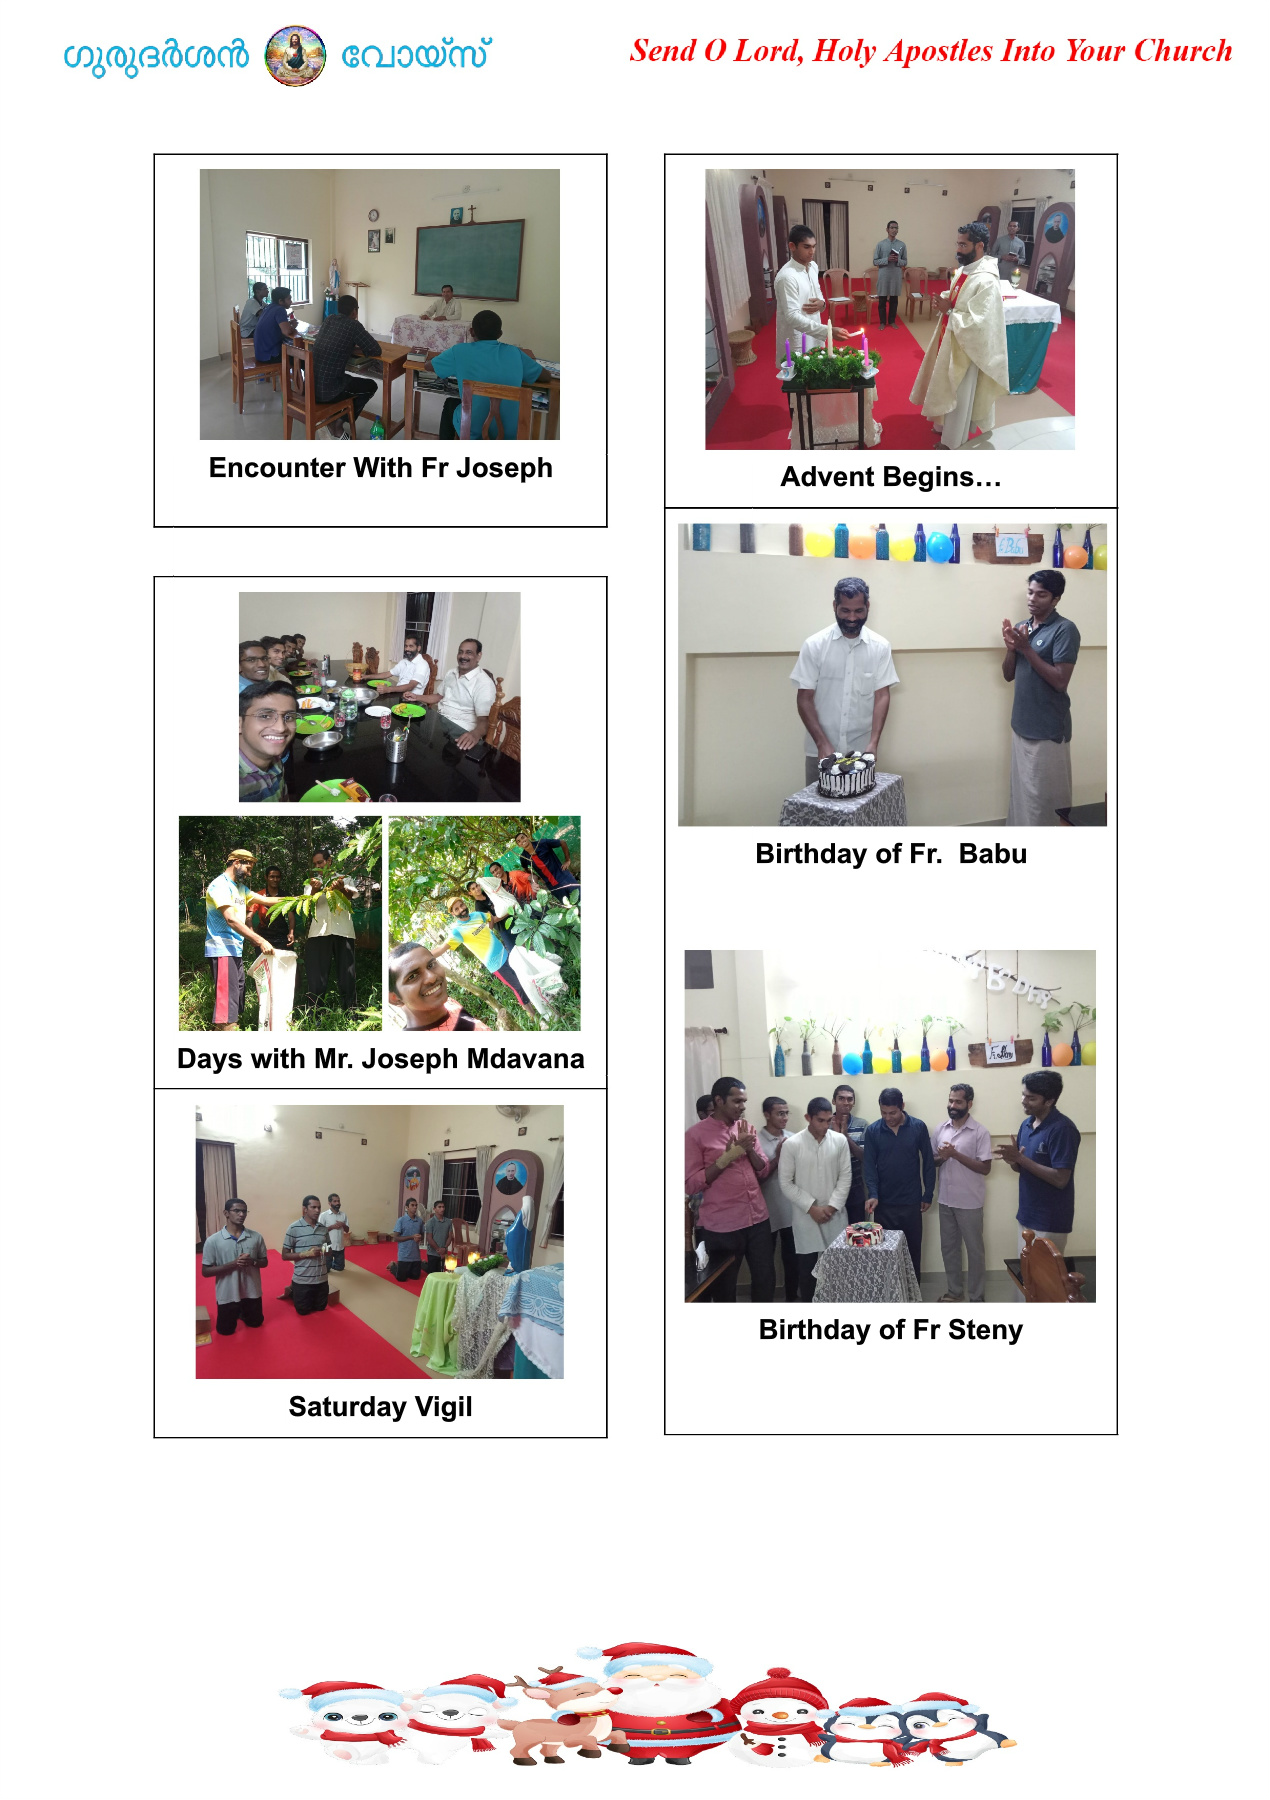 ഗുരുദർശൻ വോയ്സ്
Send O Lord, Holy Apostles Into Your Church
Encounter With Fr Joseph
Days with Mr. Joseph Mdavana
Saturday Vigil
Advent Begins…
Birthday of Fr. Babu
B DAY
Birthday of Fr Steny